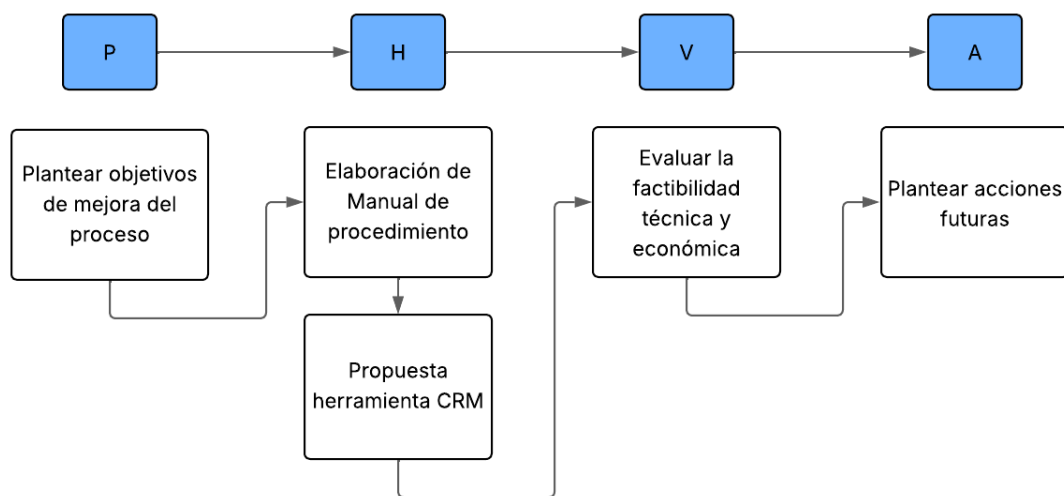 P
H
V
A
Plantear objetivos
de mejora del
proceso
Elaboración de
Manual de
procedimiento
Propuesta
herramienta CRM
Evaluar la
factibilidad
técnica y
económica
Plantear acciones
futuras